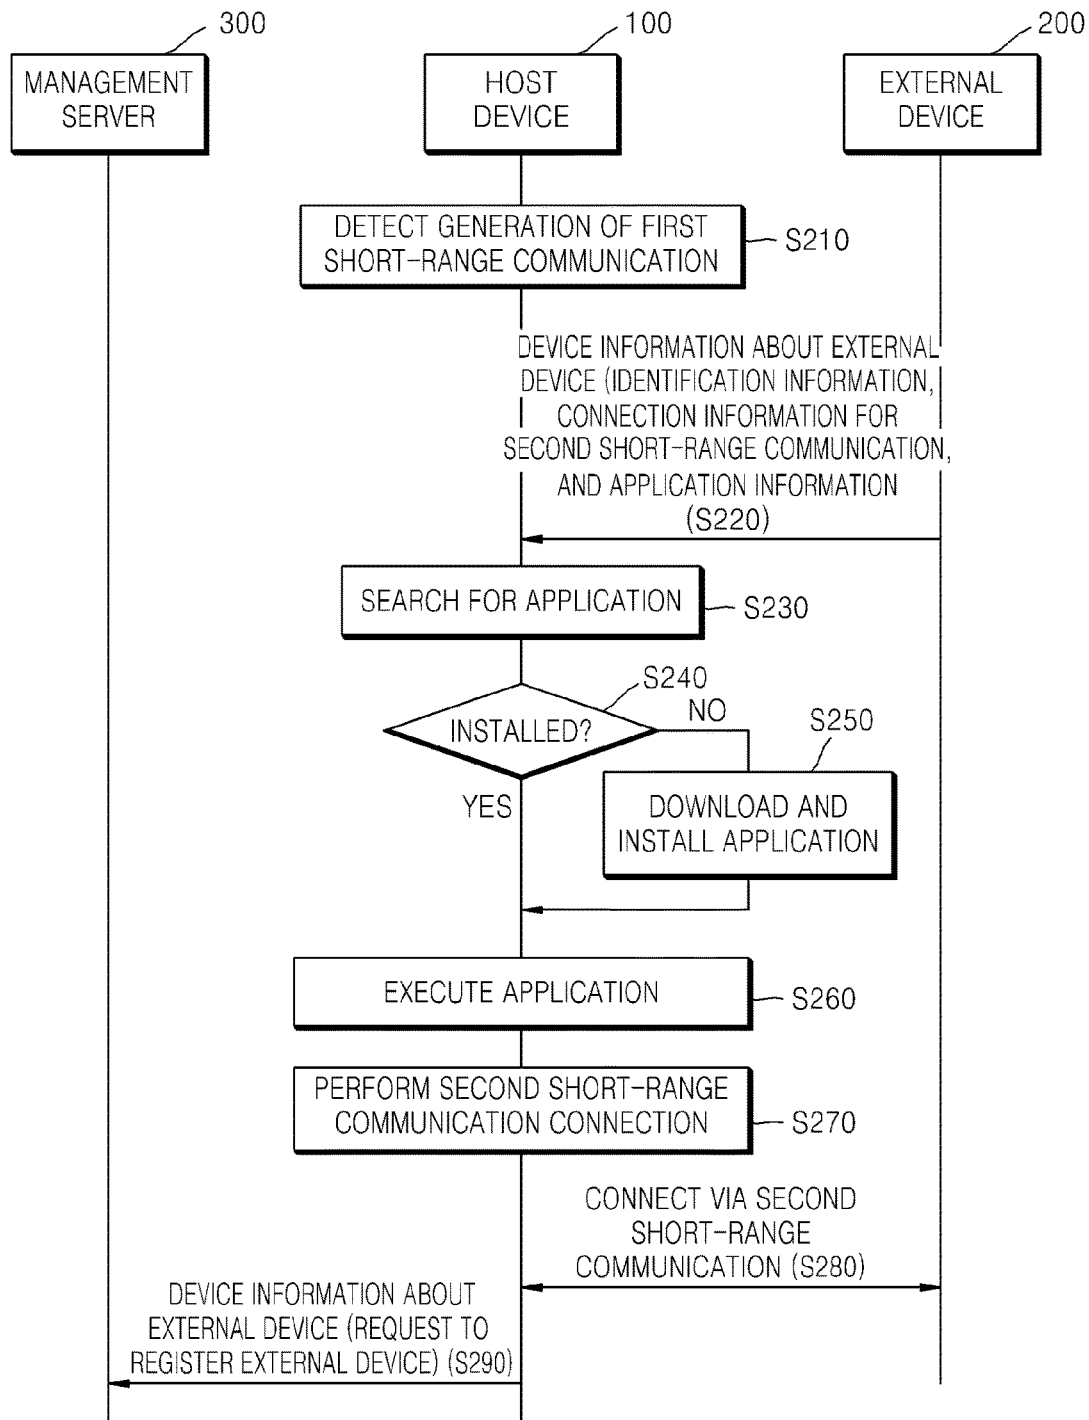 300
100
200
MANAGEMENT
SERVER
HOST
DEVICE
EXTERNAL
DEVICE
DETECT GENERATION OF FIRST
SHORT-RANGE COMMUNICATION
S210
DEVICE INFORMATION ABOUT EXTERNAL
DEVICE (IDENTIFICATION INFORMATION,
CONNECTION INFORMATION FOR
SECOND SHORT-RANGE COMMUNICATION,
AND APPLICATION INFORMATION
(S220)
SEARCH FOR APPLICATION
S230
S240
INSTALLED?
NO
YES
S250
DOWNLOAD AND
INSTALL APPLICATION
EXECUTE APPLICATION
S260
PERFORM SECOND SHORT-RANGE
COMMUNICATION CONNECTION
S270
CONNECT VIA SECOND
SHORT-RANGE
COMMUNICATION (S280)
DEVICE INFORMATION ABOUT
EXTERNAL DEVICE (REQUEST TO
REGISTER EXTERNAL DEVICE) (S290)